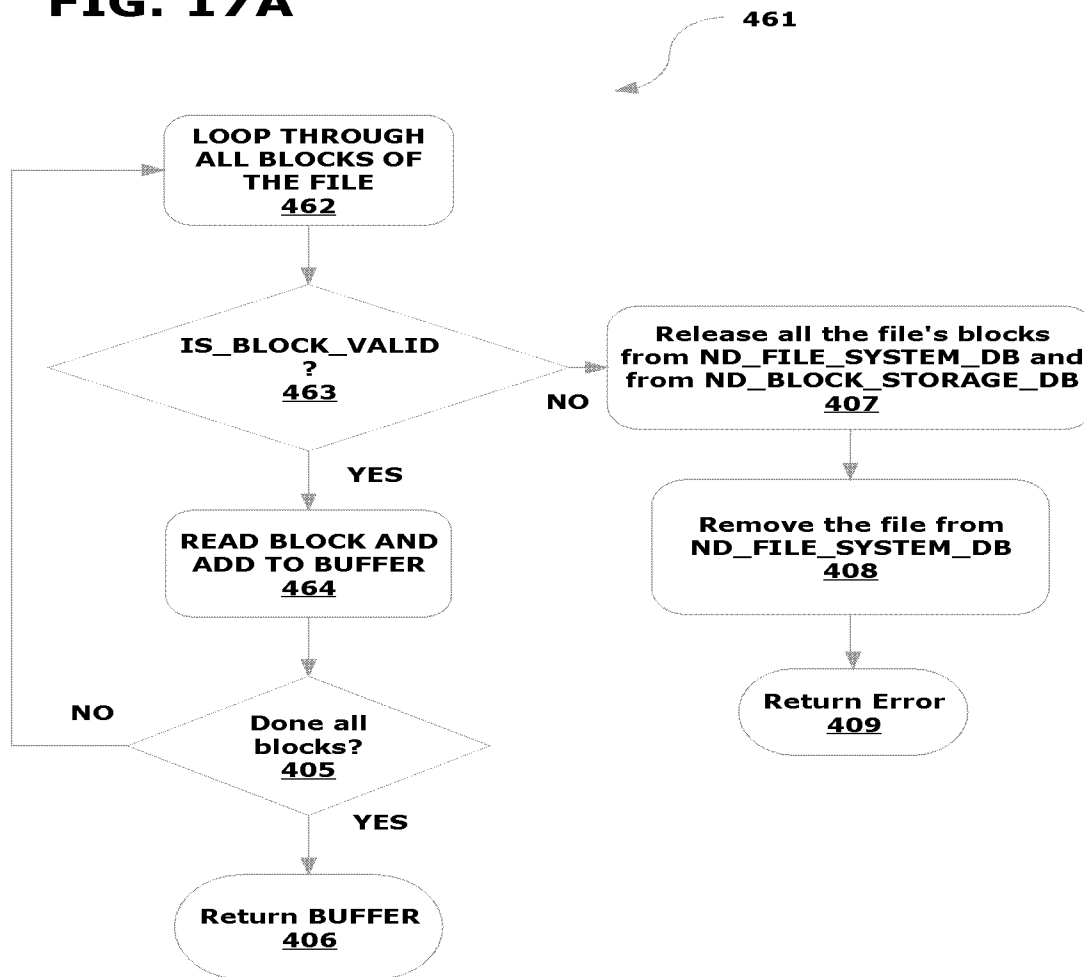 FIG. 17A
461
LOOP THROUGH
ALL BLOCKS OF
THE FILE
462
IS_BLOCK_VALID
?
463
NO
Release all the file's blocks
from ND_FILE_SYSTEM_DB and
from ND_BLOCK_STORAGE_DB
407
YES
READ BLOCK AND
ADD TO BUFFER
464
Remove the file from
ND_FILE_SYSTEM_DB
408
NO
Done all
blocks?
405
Return Error
409
YES
Return BUFFER
406